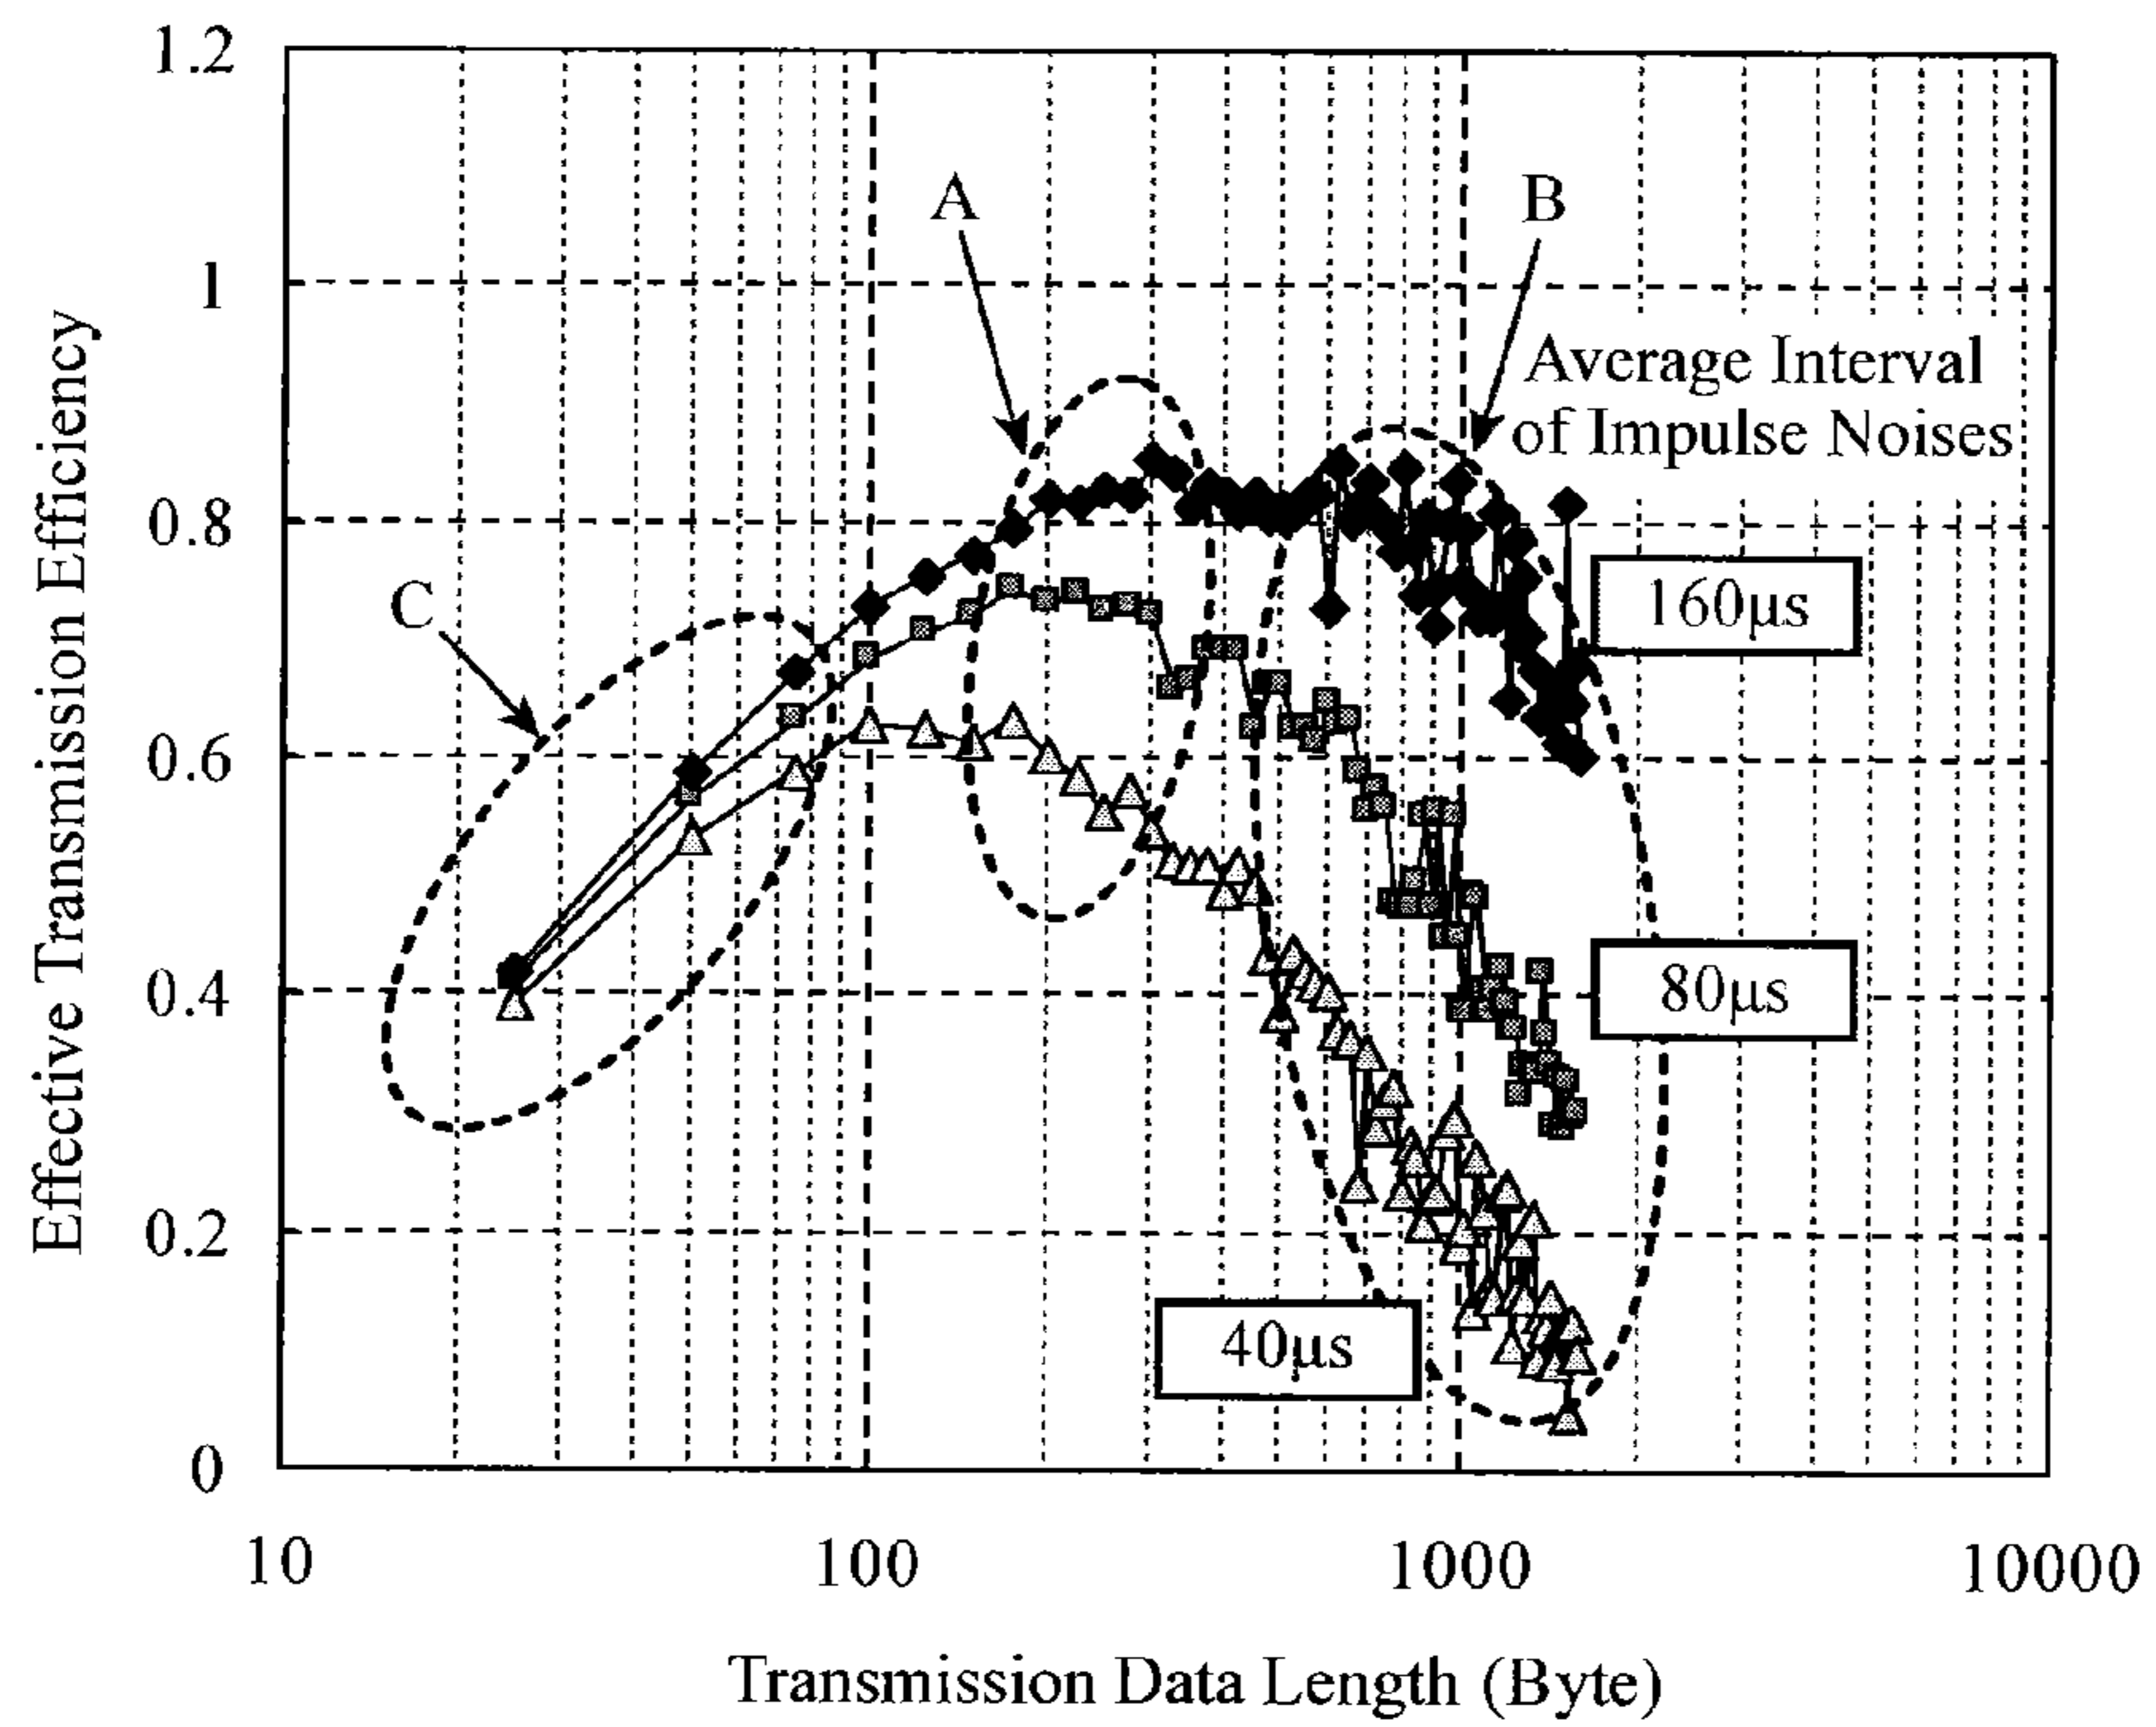 1.2
1
0.8
0.6
0.4
0.2
0
Effective Transmission Efficiency
A
B
C
Average Interval
of Impulse Noises
160μs
80μs
40μs
10
100
1000
10000
Transmission Data Length (Byte)